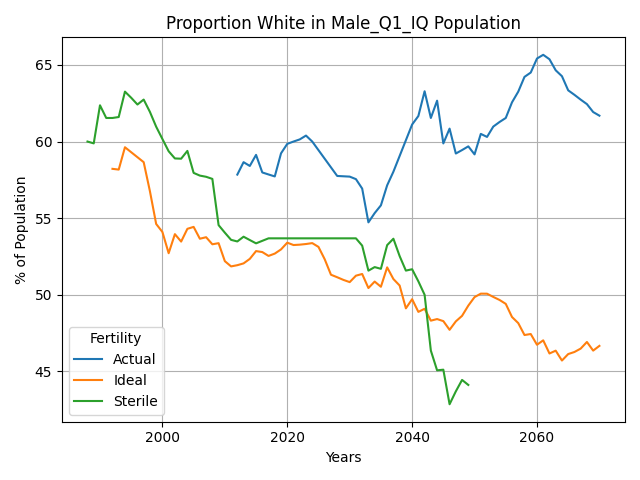 Proportion White in Male_Q1_IQ Population
% of Population
65
60
55
50
45
Fertility
Actual
Ideal
Sterile
2000
2020
2040
2060
Years